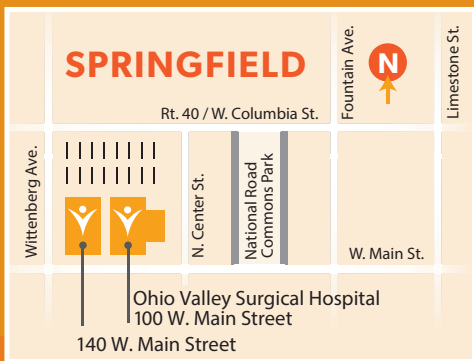 SPRINGFIELD
N
Fountain Ave.
Limestone St.
Rt. 40 / W. Columbia St.
Wittenberg Ave.
N. Center St.
National Road
Commons Park
W. Main St.
Ohio Valley Surgical Hospital
100 W. Main Street
140 W. Main Street